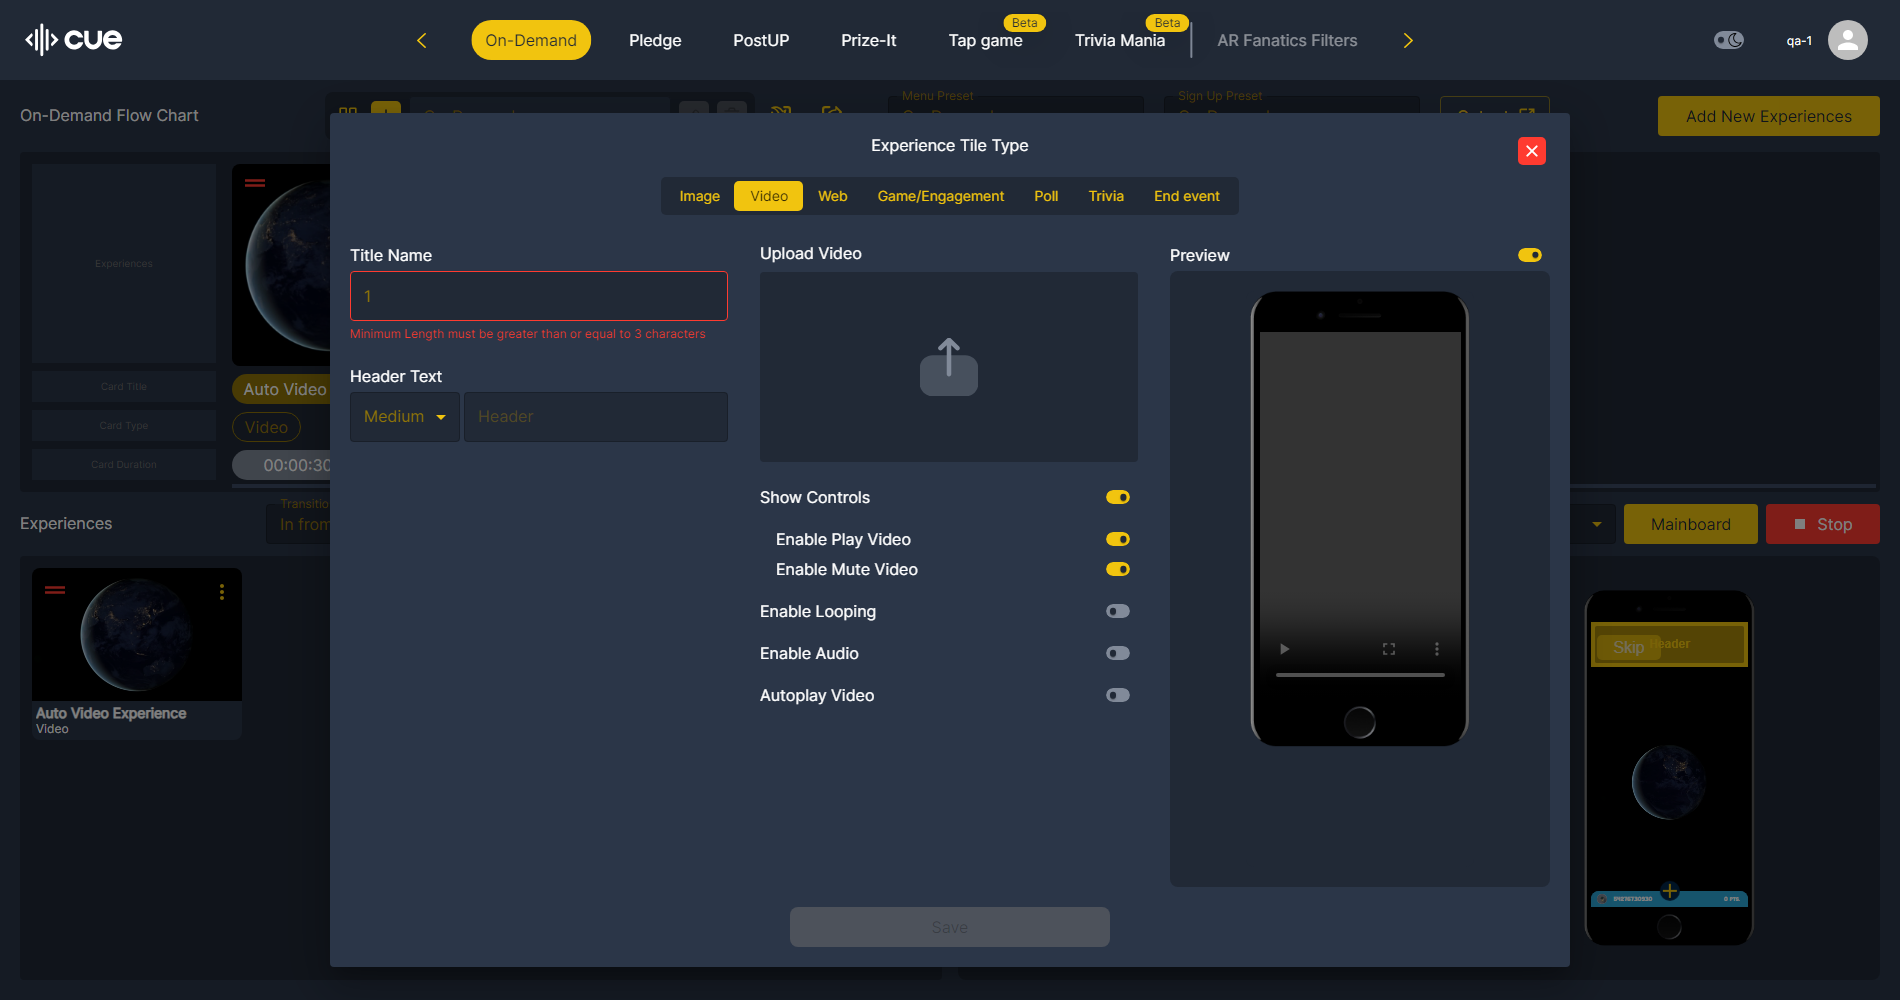 cue
On-Demand
Pledge
PostUP
Prize-It
Tap game
Beta
Trivia Mania
Beta
AR Fanatics Filters
qa-1
On-Demand Flow Chart
Menu Preset
Sign Up Preset
Add New Experiences
Experience Tile Type
Image
Video
Web
Game/Engagement
Poll
Trivia
End event
Title Name
1
Minimum Length must be greater than or equal to 3 characters
Header Text
Medium
Header
Upload Video
Show Controls
Enable Play Video
Enable Mute Video
Enable Looping
Enable Audio
Autoplay Video
Preview
Save
Experiences
Card Title
Card Type
Card Duration
Auto Video
Video
00:00:30
Experiences
Transitio
In from
Mainboard
Stop
Auto Video Experience
Video
Skip
Header